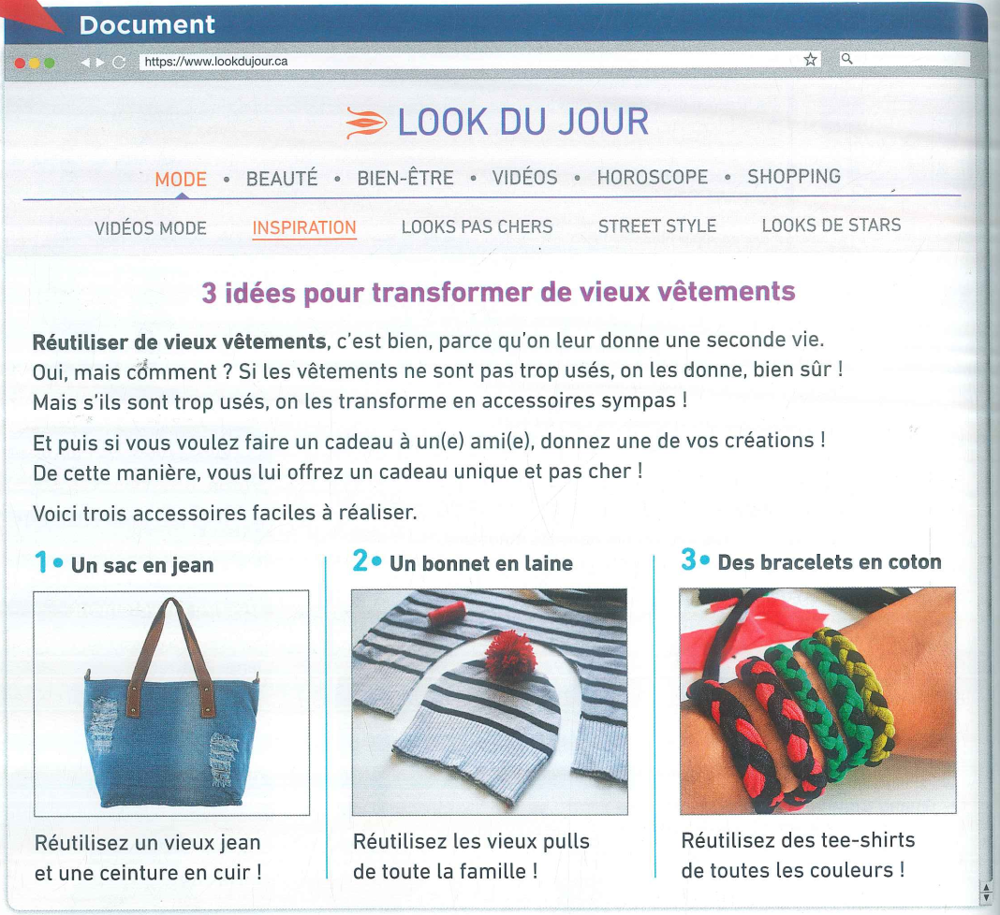 Document
https://www.lookdujour.ca
LOOK DU JOUR
MODE • BEAUTÉ • BIEN-ÊTRE • VIDÉOS • HOROSCOPE • SHOPPING
VIDÉOS MODE INSPIRATION LOOKS PAS CHERS STREET STYLE LOOKS DE STARS
3 idées pour transformer de vieux vêtements
Réutiliser de vieux vêtements, c'est bien, parce qu'on leur donne une seconde vie.
Oui, mais comment ? Si les vêtements ne sont pas trop usés, on les donne, bien sûr !
Mais s'ils sont trop usés, on les transforme en accessoires sympas !
Et puis si vous voulez faire un cadeau à un(e) ami(e), donnez une de vos créations !
De cette manière, vous lui offrez un cadeau unique et pas cher !
Voici trois accessoires faciles à réaliser.
1• Un sac en jean
Réutilisez un vieux jean
et une ceinture en cuir !
2• Un bonnet en laine
Réutilisez les vieux pulls
de toute la famille !
3• Des bracelets en coton
Réutilisez des tee-shirts
de toutes les couleurs !